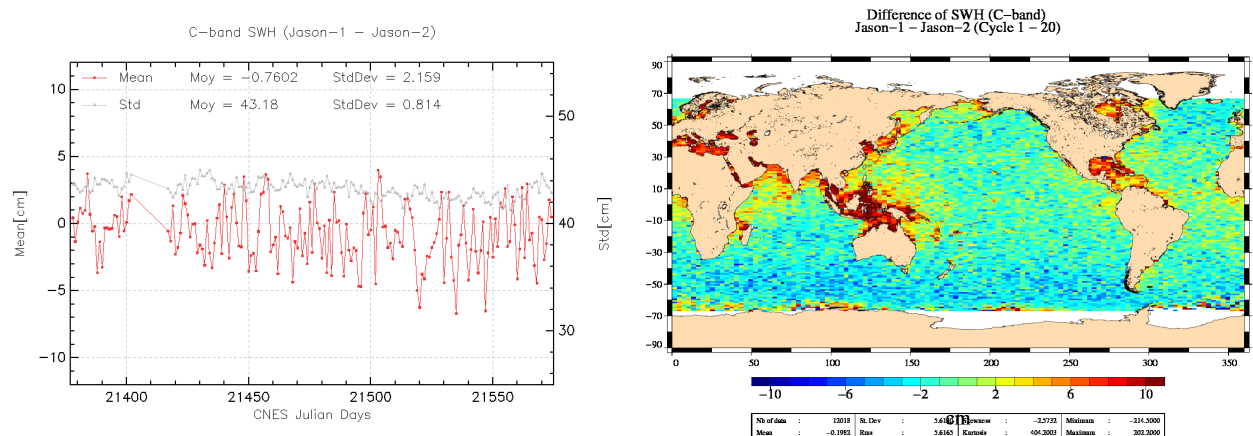 C-band SWH (Jason-1 - Jason-2)
Mean Moy = -0.7602 StdDev = 2.159
Std Moy = 43.18 StdDev = 0.814
10
5
0
-5
-10
Mean[cm]
50
40
30
Std[cm]
21400 21450 21500 21550
CNES Julian Days
Difference of SWH (C-band)
Jason-1 - Jason-2 (Cycle 1 - 20)
90
70
50
30
10
-10
-30
-50
-70
-90
0 50 100 150 200 250 300 350
-10 -6 -2 2 6 10
cm
Nb of data : 12018 St. Dev : Minimum : -214.5000
-2.5732
Mean : -0.1982 Rms : 5.6165 Kurtosis : 404.2003 Maximum : 202.2000